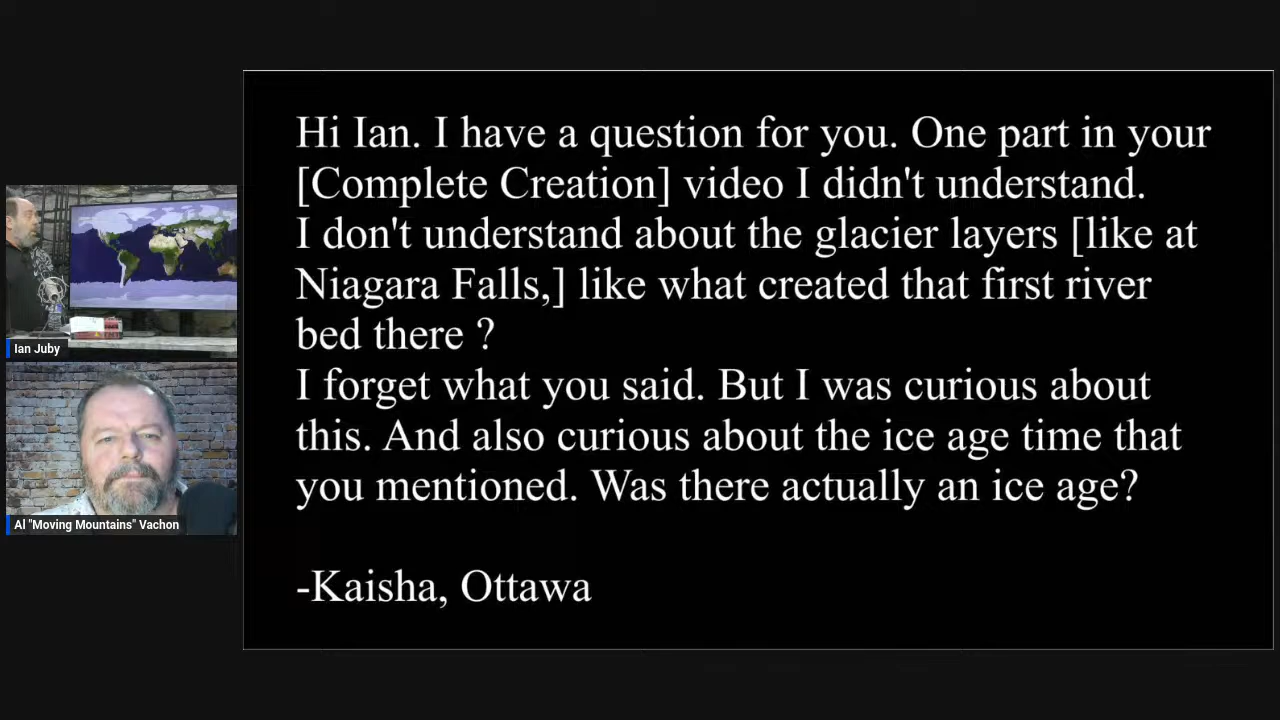 Hi Ian. I have a question for you. One part in your
[Complete Creation] video I didn't understand.
I don't understand about the glacier layers [like at
Niagara Falls,] like what created that first river
bed there ?
I forget what you said. But I was curious about
this. And also curious about the ice age time that
you mentioned. Was there actually an ice age?
-Kaisha, Ottawa
Ian Juby
Al "Moving Mountains" Vachon